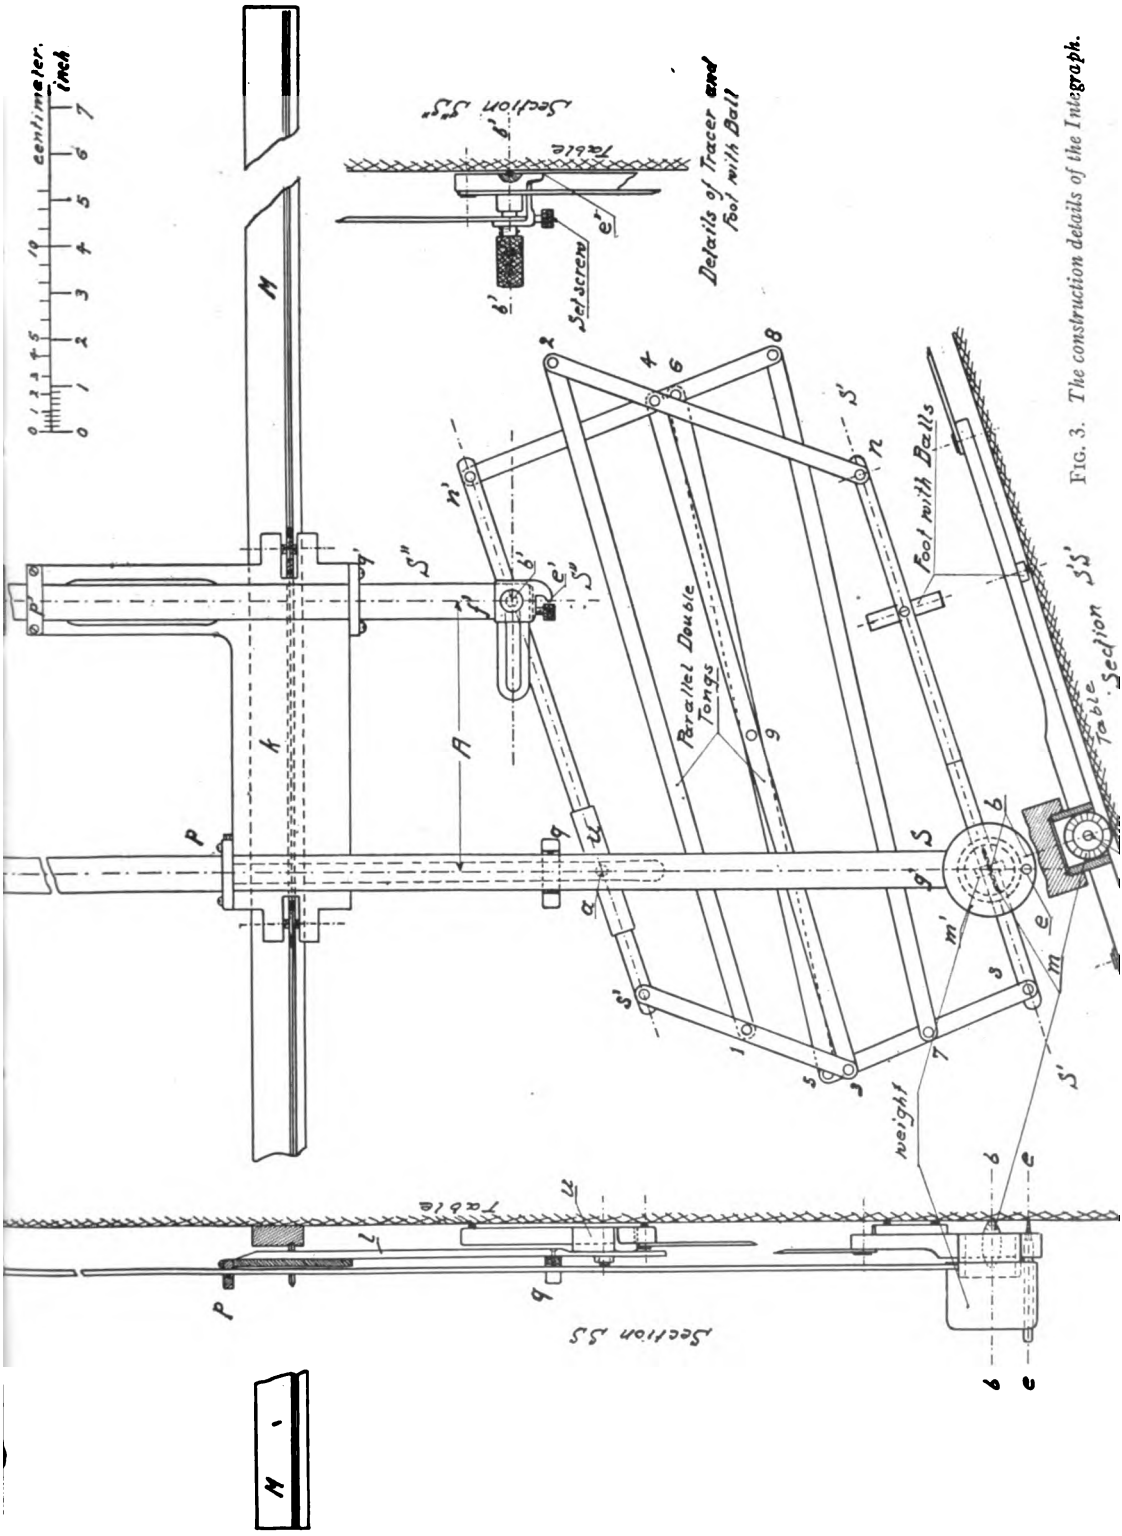 centimeter.
0 1 2 3 4 5 10
inch
0 1 2 3 4 5 6 7
M
Section S"S"
b' b'
Table
e'
Set screw
Details of Tracer and
Foot with Ball
k
p p'
q q'
S"
f'
b'
e'
S"
A
n'
u
a
s'
2
4
6
8
1
5
3
7
9
Parallel Double
Tongs
S'
n
Foot with Balls
S
g
b
m'
e
m
s
S'
weight
Table
Section S'S'
Table
l
u
p
q
b b
e e
Section SS
M
FIG. 3. The construction details of the Integraph.